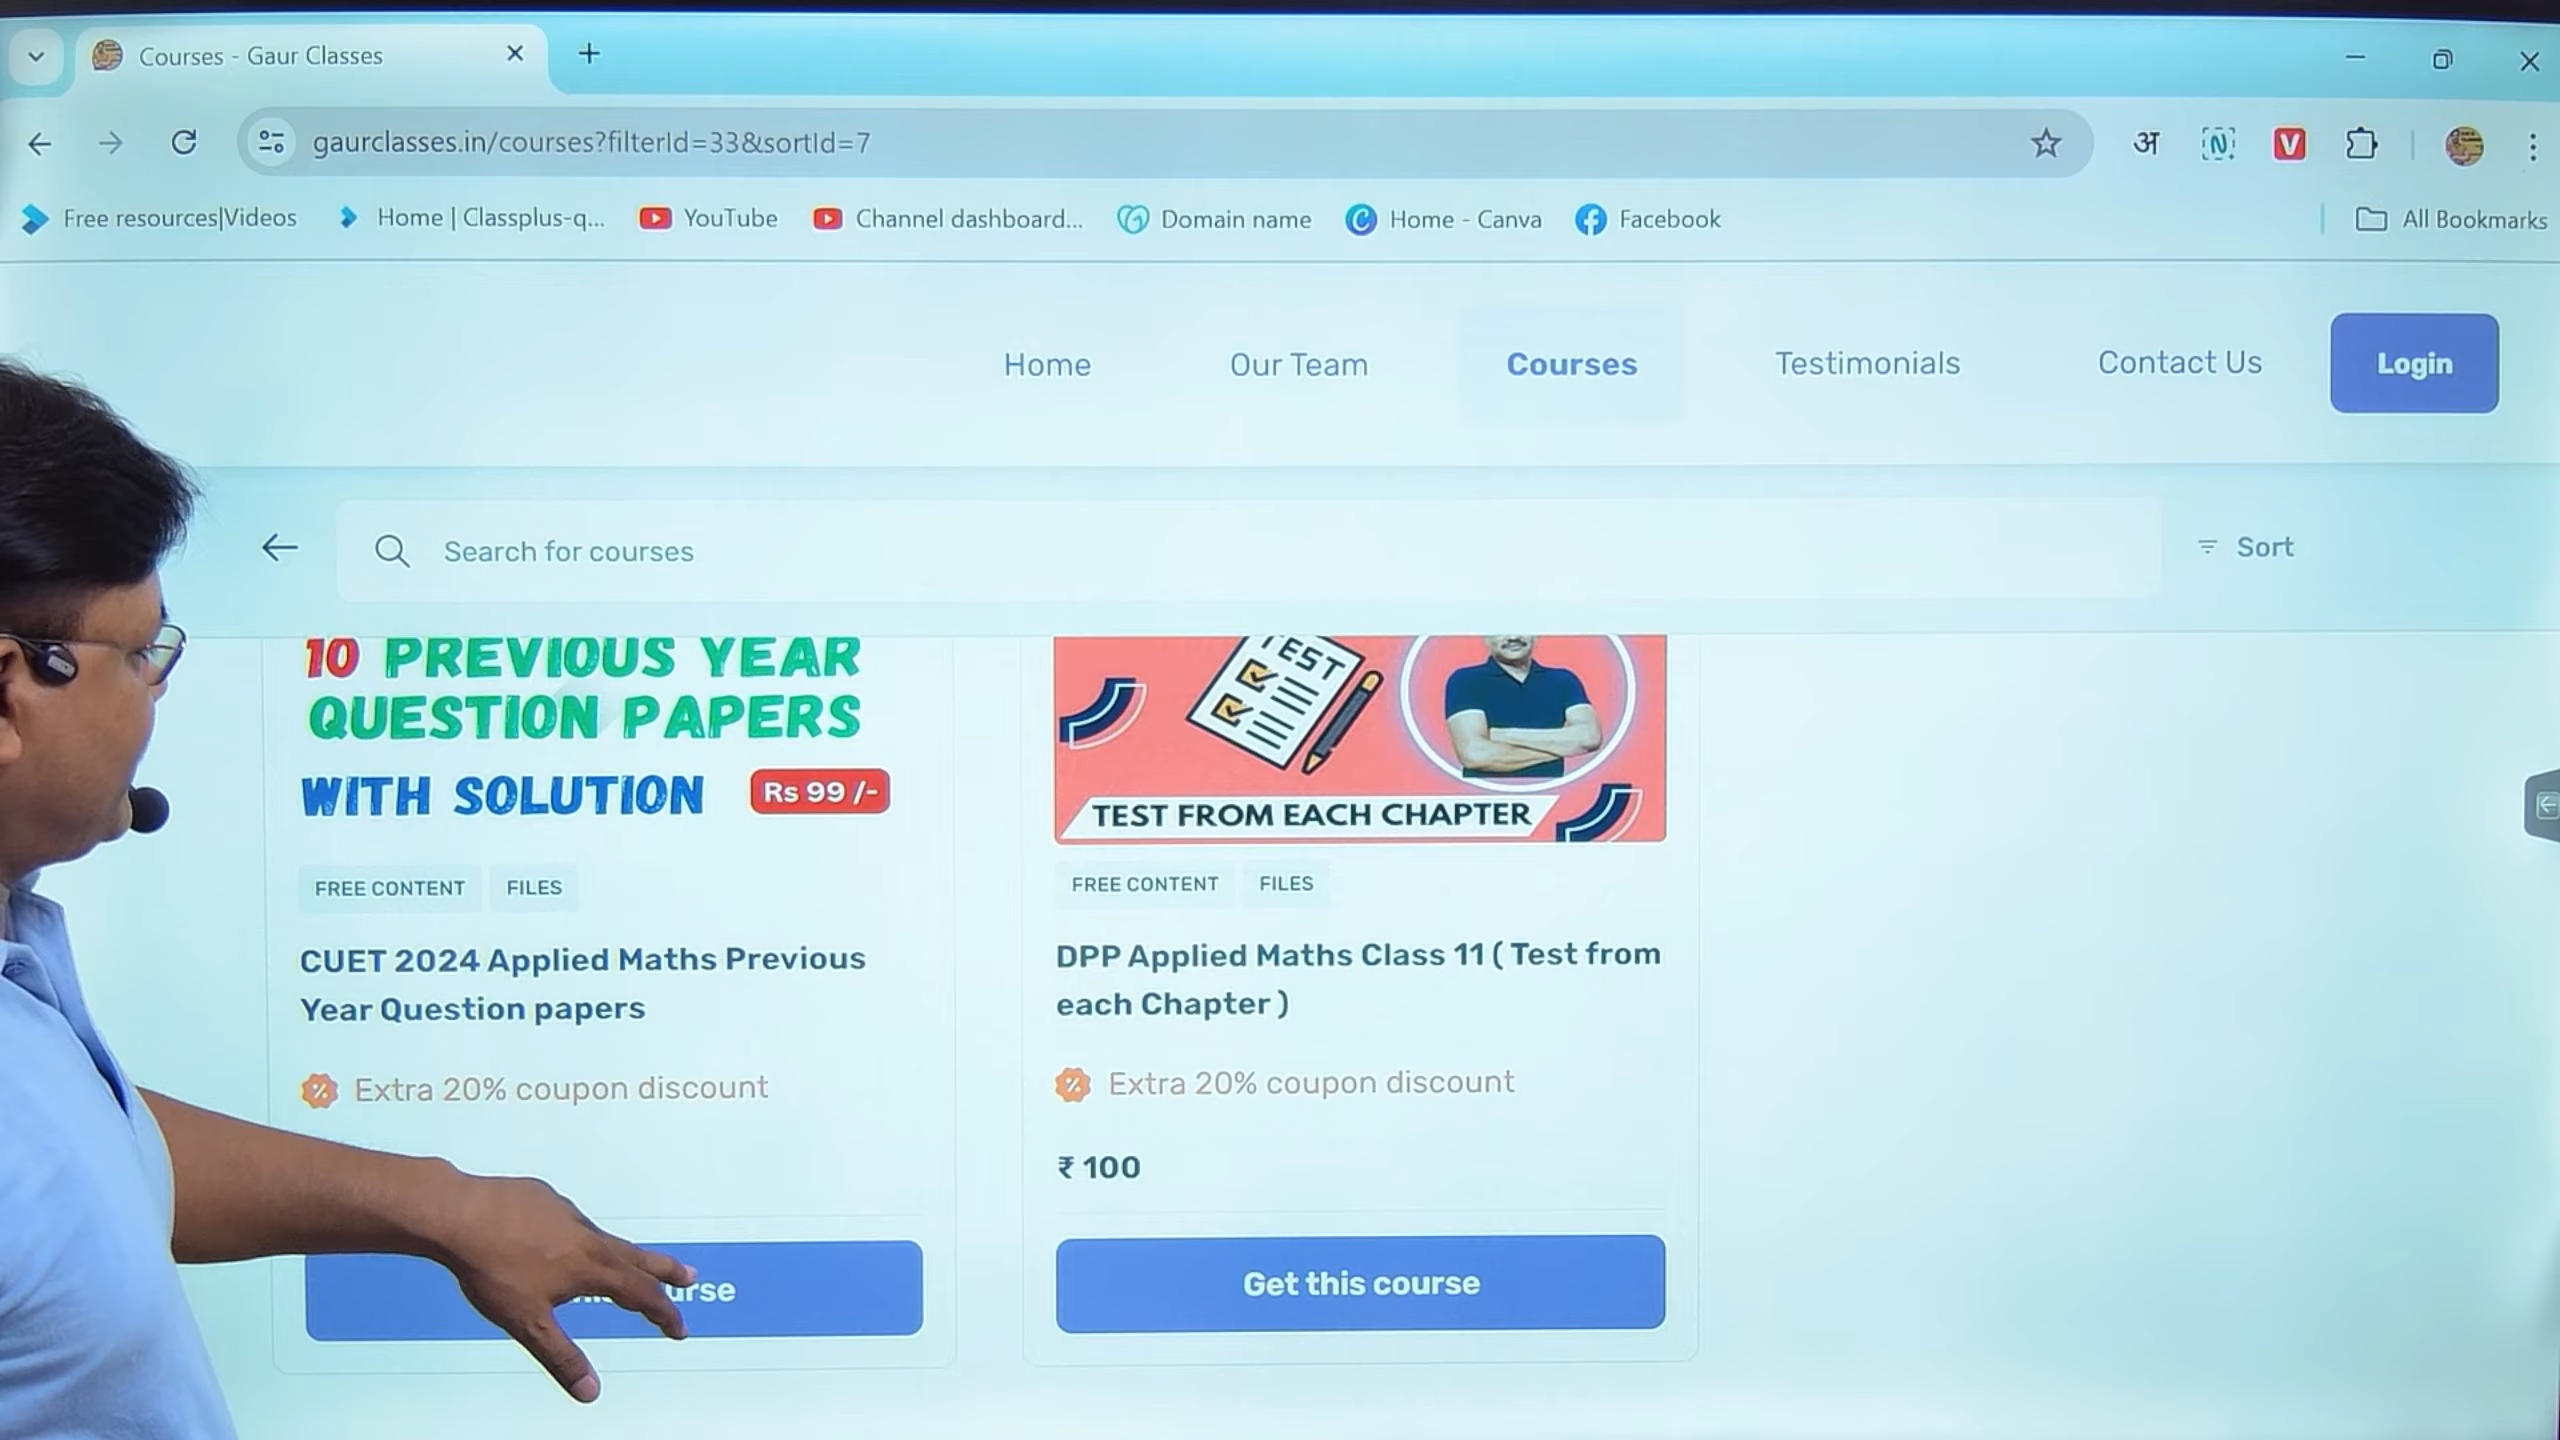 Courses - Gaur Classes
gaurclasses.in/courses?filterId=33&sortId=7
अ
N
V
Free resources|Videos
Home | Classplus-q...
YouTube
Channel dashboard...
Domain name
Home - Canva
Facebook
All Bookmarks
Home
Our Team
Courses
Testimonials
Contact Us
Login
Search for courses
Sort
10 PREVIOUS YEAR
QUESTION PAPERS
WITH SOLUTION
Rs 99 /-
TEST
TEST FROM EACH CHAPTER
FREE CONTENT
FILES
FREE CONTENT
FILES
CUET 2024 Applied Maths Previous
Year Question papers
DPP Applied Maths Class 11 ( Test from
each Chapter )
Extra 20% coupon discount
Extra 20% coupon discount
₹ 100
Get this course